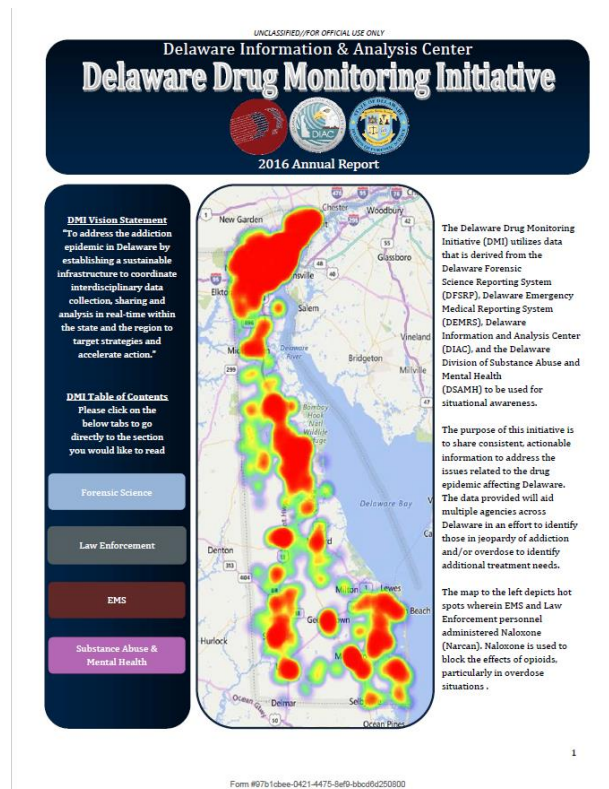 UNCLASSIFIED//FOR OFFICIAL USE ONLY
Delaware Information & Analysis Center
Delaware Drug Monitoring Initiative
DIAC
2016 Annual Report
DMI Vision Statement
"To address the addiction
epidemic in Delaware by
establishing a sustainable
infrastructure to coordinate
interdisciplinary data
collection, sharing and
analysis in real-time within
the state and the region to
target strategies and
accelerate action."
DMI Table of Contents
Please click on the
below tabs to go
directly to the section
you would like to read
Forensic Science
Law Enforcement
EMS
Substance Abuse &
Mental Health
Chester
Woodbury
New Garden
Glassboro
Salem
Vineland
Delaware
River
Bridgeton
Millville
Bombay
Hook
Delaware Bay
Denton
Lewes
Beach
Hurlock
Delmar
Ocean Pines
The Delaware Drug Monitoring
Initiative (DMI) utilizes data
that is derived from the
Delaware Forensic
Science Reporting System
(DFSRP), Delaware Emergency
Medical Reporting System
(DEMRS), Delaware
Information and Analysis Center
(DIAC), and the Delaware
Division of Substance Abuse and
Mental Health
(DSAMH) to be used for
situational awareness.
The purpose of this initiative is
to share consistent, actionable
information to address the
issues related to the drug
epidemic affecting Delaware.
The data provided will aid
multiple agencies across
Delaware in an effort to identify
those in jeopardy of addiction
and/or overdose to identify
additional treatment needs.
The map to the left depicts hot
spots wherein EMS and Law
Enforcement personnel
administered Naloxone
(Narcan). Naloxone is used to
block the effects of opioids,
particularly in overdose
situations .
1
Form #97b1cbee-0421-4475-8ef9-bbcd6d250800